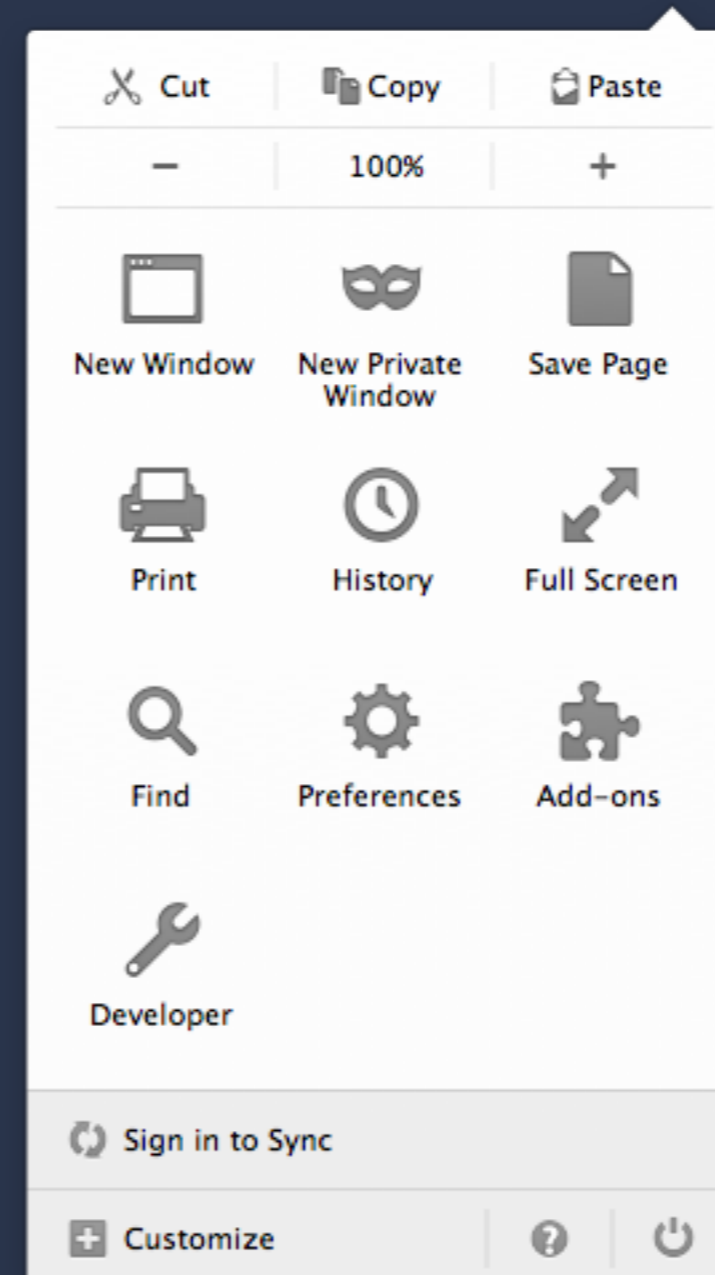 Cut Copy Paste
− 100% +
New Window New Private Save Page
Window
Print History Full Screen
Find Preferences Add-ons
Developer
Sign in to Sync
Customize ?